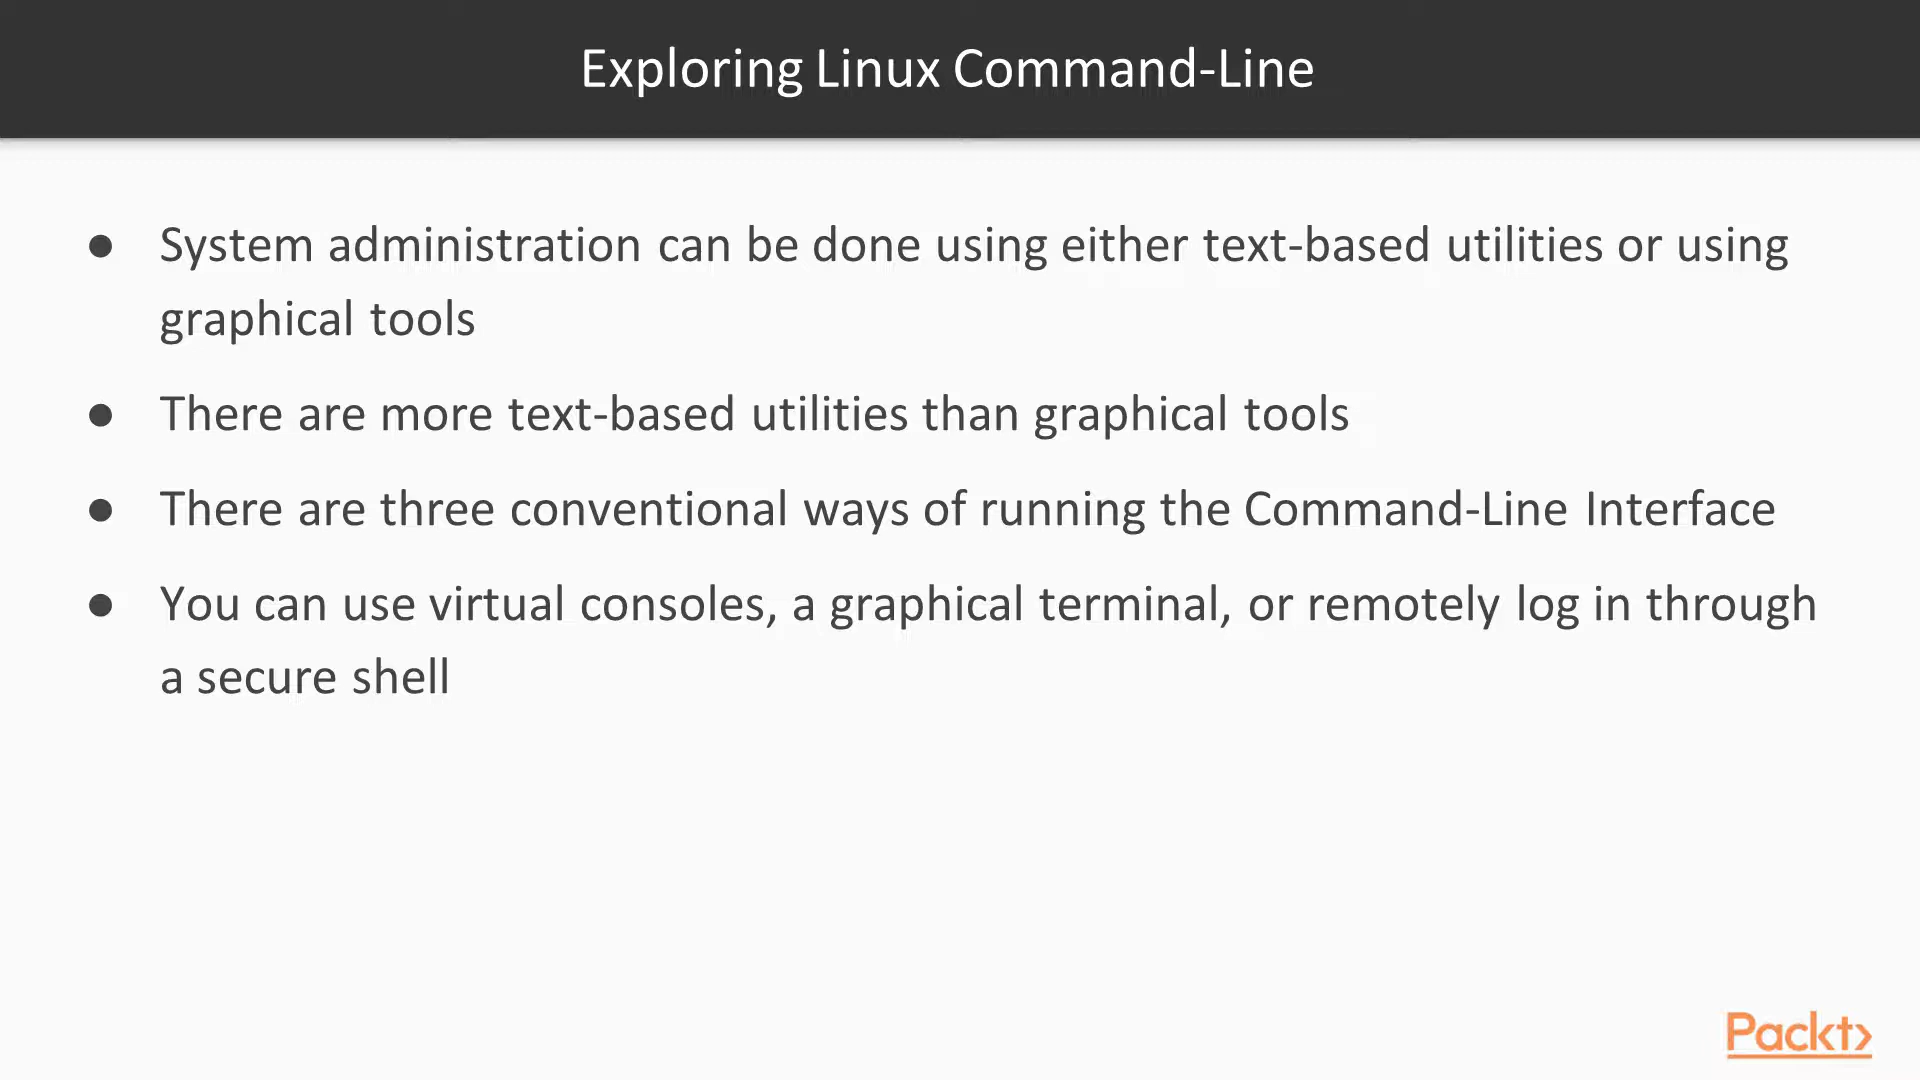 Exploring Linux Command-Line
● System administration can be done using either text-based utilities or using
graphical tools
● There are more text-based utilities than graphical tools
● There are three conventional ways of running the Command-Line Interface
● You can use virtual consoles, a graphical terminal, or remotely log in through
a secure shell
Packt>